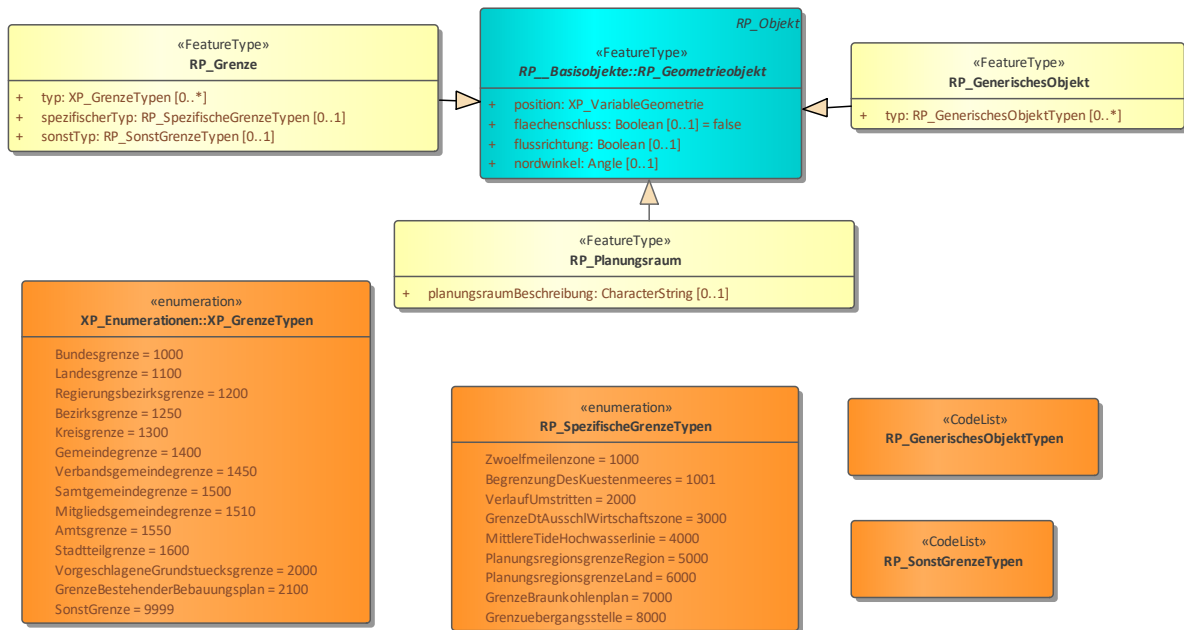 «FeatureType»
RP_Grenze
+ typ: XP_GrenzeTypen [0..*]
+ spezifischerTyp: RP_SpezifischeGrenzeTypen [0..1]
+ sonstTyp: RP_SonstGrenzeTypen [0..1]
RP_Objekt
«FeatureType»
RP__Basisobjekte::RP_Geometrieobjekt
+ position: XP_VariableGeometrie
+ flaechenschluss: Boolean [0..1] = false
+ flussrichtung: Boolean [0..1]
+ nordwinkel: Angle [0..1]
«FeatureType»
RP_GenerischesObjekt
+ typ: RP_GenerischesObjektTypen [0..*]
«FeatureType»
RP_Planungsraum
+ planungsraumBeschreibung: CharacterString [0..1]
«enumeration»
XP_Enumerationen::XP_GrenzeTypen
Bundesgrenze = 1000
Landesgrenze = 1100
Regierungsbezirksgrenze = 1200
Bezirksgrenze = 1250
Kreisgrenze = 1300
Gemeindegrenze = 1400
Verbandsgemeindegrenze = 1450
Samtgemeindegrenze = 1500
Mitgliedsgemeindegrenze = 1510
Amtsgrenze = 1550
Stadtteilgrenze = 1600
VorgeschlageneGrundstuecksgrenze = 2000
GrenzeBestehenderBebauungsplan = 2100
SonstGrenze = 9999
«enumeration»
RP_SpezifischeGrenzeTypen
Zwoelfmeilenzone = 1000
BegrenzungDesKuestenmeeres = 1001
VerlaufUmstritten = 2000
GrenzeDtAusschlWirtschaftszone = 3000
MittlereTideHochwasserlinie = 4000
PlanungsregionsgrenzeRegion = 5000
PlanungsregionsgrenzeLand = 6000
GrenzeBraunkohlenplan = 7000
Grenzuebergangsstelle = 8000
«CodeList»
RP_GenerischesObjektTypen
«CodeList»
RP_SonstGrenzeTypen